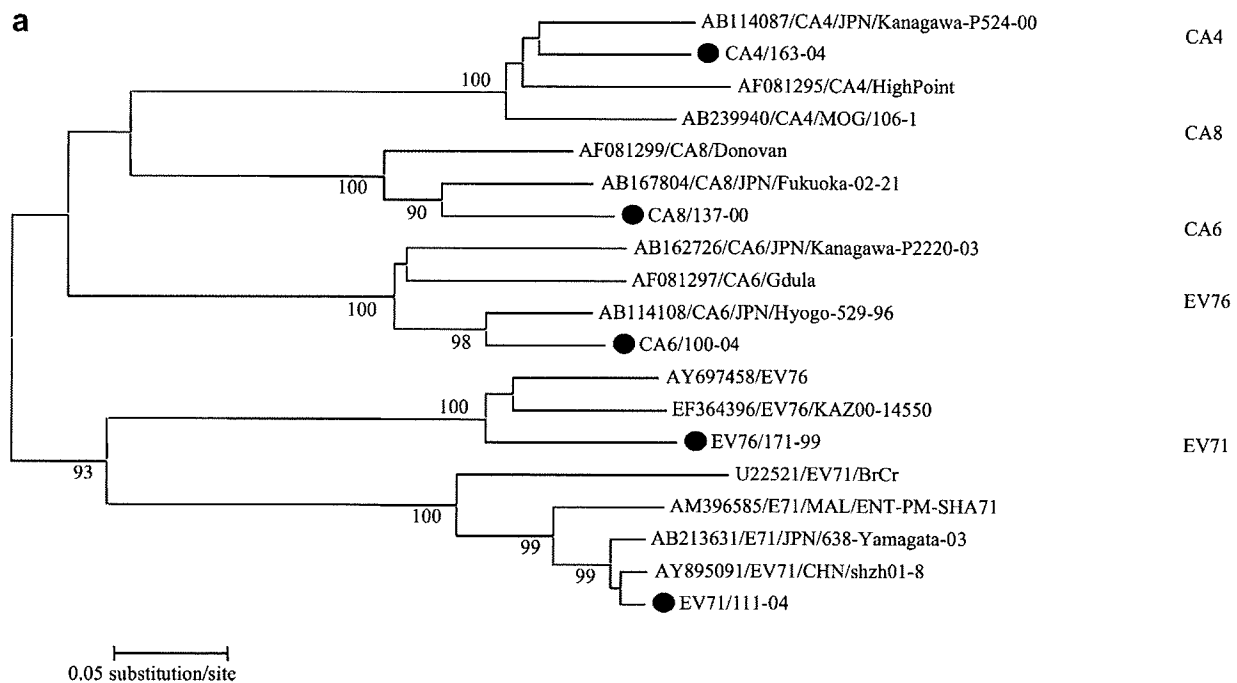 a
AB114087/CA4/JPN/Kanagawa-P524-00
CA4
CA4/163-04
100
AF081295/CA4/HighPoint
AB239940/CA4/MOG/106-1
CA8
AF081299/CA8/Donovan
100
AB167804/CA8/JPN/Fukuoka-02-21
90
CA8/137-00
CA6
AB162726/CA6/JPN/Kanagawa-P2220-03
AF081297/CA6/Gdula
EV76
100
AB114108/CA6/JPN/Hyogo-529-96
98
CA6/100-04
AY697458/EV76
100
EF364396/EV76/KAZ00-14550
EV76/171-99
EV71
93
U22521/EV71/BrCr
100
AM396585/E71/MAL/ENT-PM-SHA71
99
AB213631/E71/JPN/638-Yamagata-03
99
AY895091/EV71/CHN/shzh01-8
EV71/111-04
0.05 substitution/site